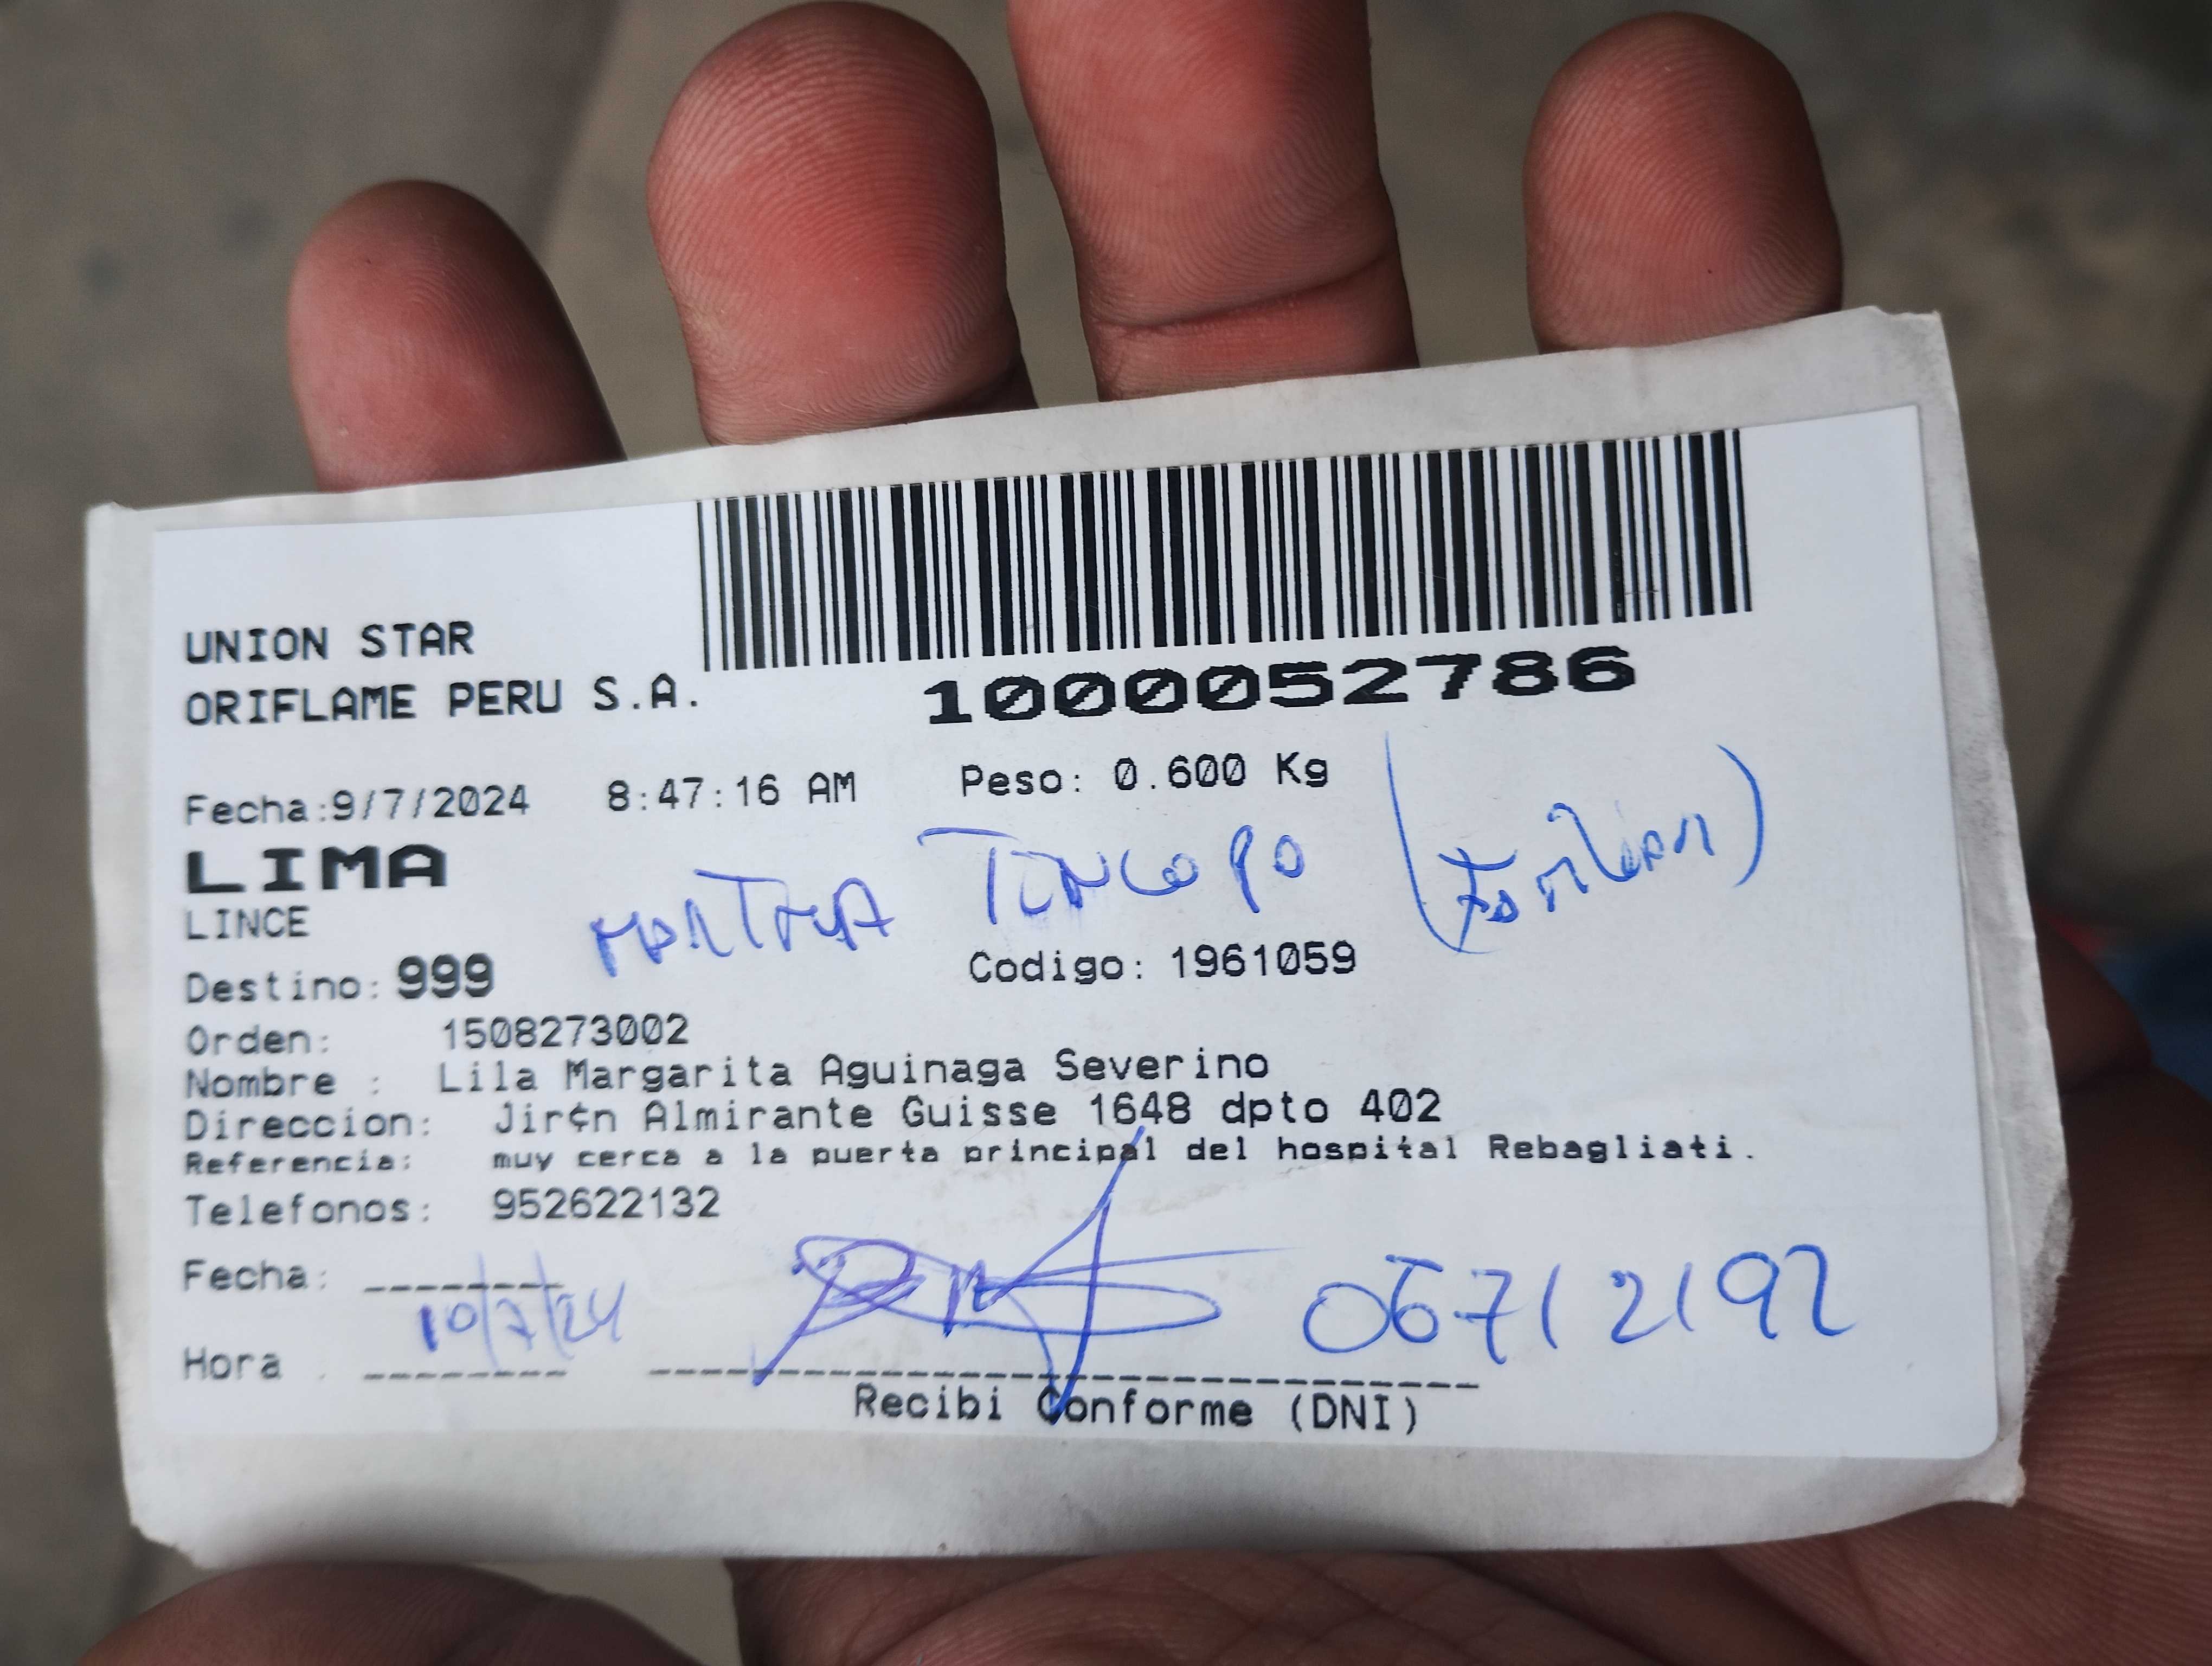 UNION STAR
ORIFLAME PERU S.A.
1000052786
Fecha:9/7/2024 8:47:16 AM Peso: 0.600 Kg
LIMA
LINCE
MARTHA TINCOPA (Familiar)
Destino: 999 Codigo: 1961059
Orden: 1508273002
Nombre : Lila Margarita Aguinaga Severino
Direccion: Jir¢n Almirante Guisse 1648 dpto 402
Referencia: muy cerca a la puerta principal del hospital Rebagliati.
Telefonos: 952622132
Fecha: 10/7/24
06712192
Hora :
Recibi Conforme (DNI)